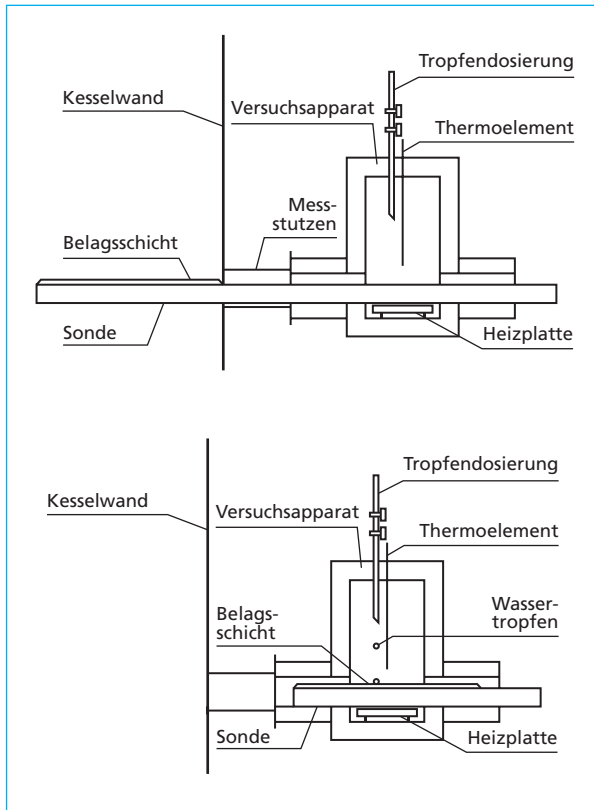 Tropfendosierung
Kesselwand
Versuchsapparat
Thermoelement
Mess-
stutzen
Belagsschicht
Sonde
Heizplatte
Tropfendosierung
Kesselwand
Versuchsapparat
Thermoelement
Belags-
schicht
Wasser-
tropfen
Sonde
Heizplatte